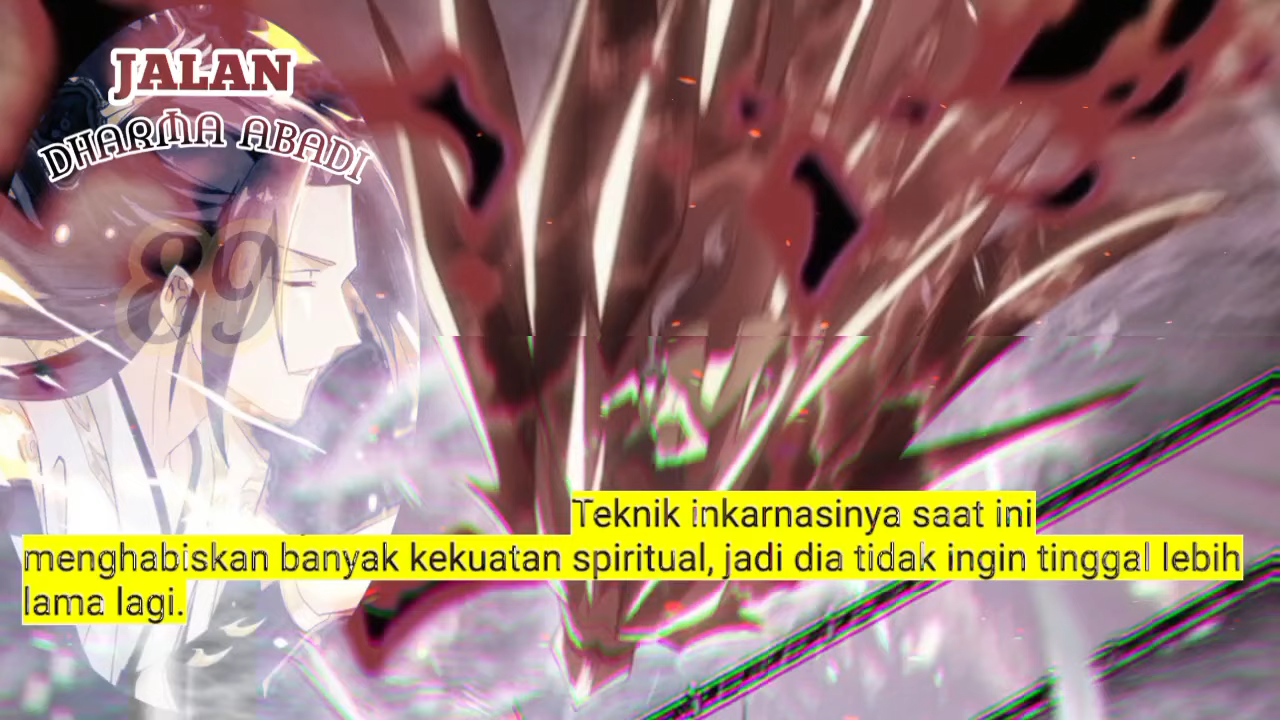 JALAN
DHARMA ABADI
89
Teknik inkarnasinya saat ini
menghabiskan banyak kekuatan spiritual, jadi dia tidak ingin tinggal lebih
lama lagi.